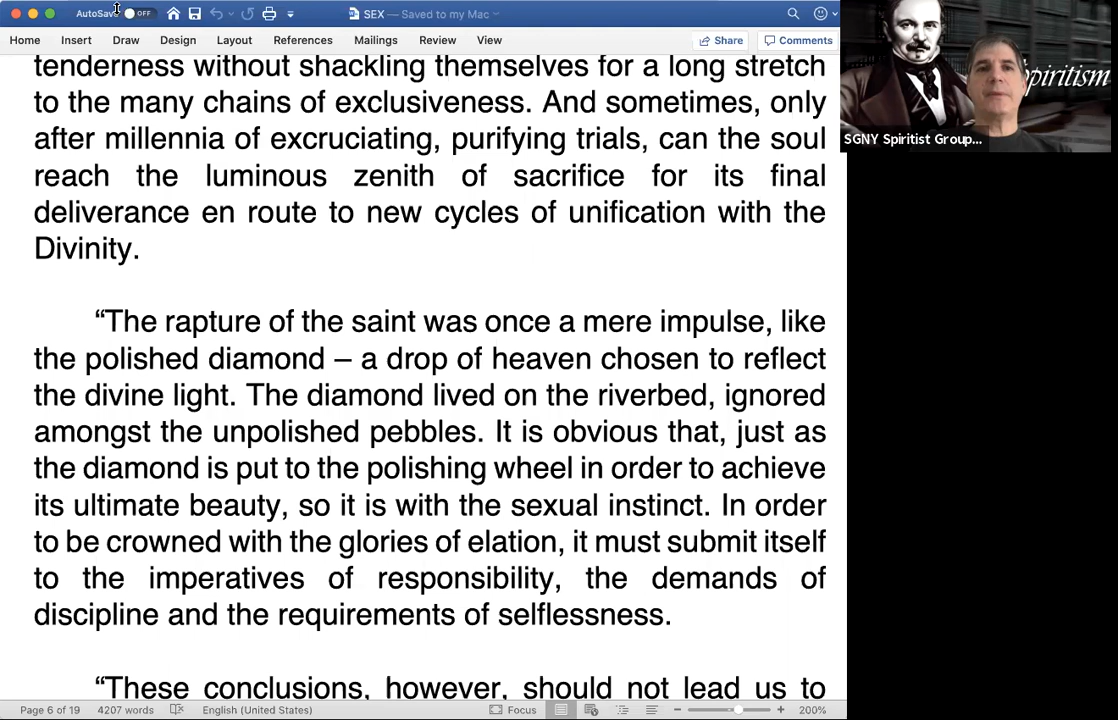 AutoSave OFF SEX — Saved to my Mac
Home Insert Draw Design Layout References Mailings Review View Share Comments
tenderness without shackling themselves for a long stretch
to the many chains of exclusiveness. And sometimes, only
after millennia of excruciating, purifying trials, can the soul
reach the luminous zenith of sacrifice for its final
deliverance en route to new cycles of unification with the
Divinity.
“The rapture of the saint was once a mere impulse, like
the polished diamond – a drop of heaven chosen to reflect
the divine light. The diamond lived on the riverbed, ignored
amongst the unpolished pebbles. It is obvious that, just as
the diamond is put to the polishing wheel in order to achieve
its ultimate beauty, so it is with the sexual instinct. In order
to be crowned with the glories of elation, it must submit itself
to the imperatives of responsibility, the demands of
discipline and the requirements of selflessness.
“These conclusions, however, should not lead us to
Page 6 of 19 4207 words English (United States) Focus 200%
Spiritism
SGNY Spiritist Group...